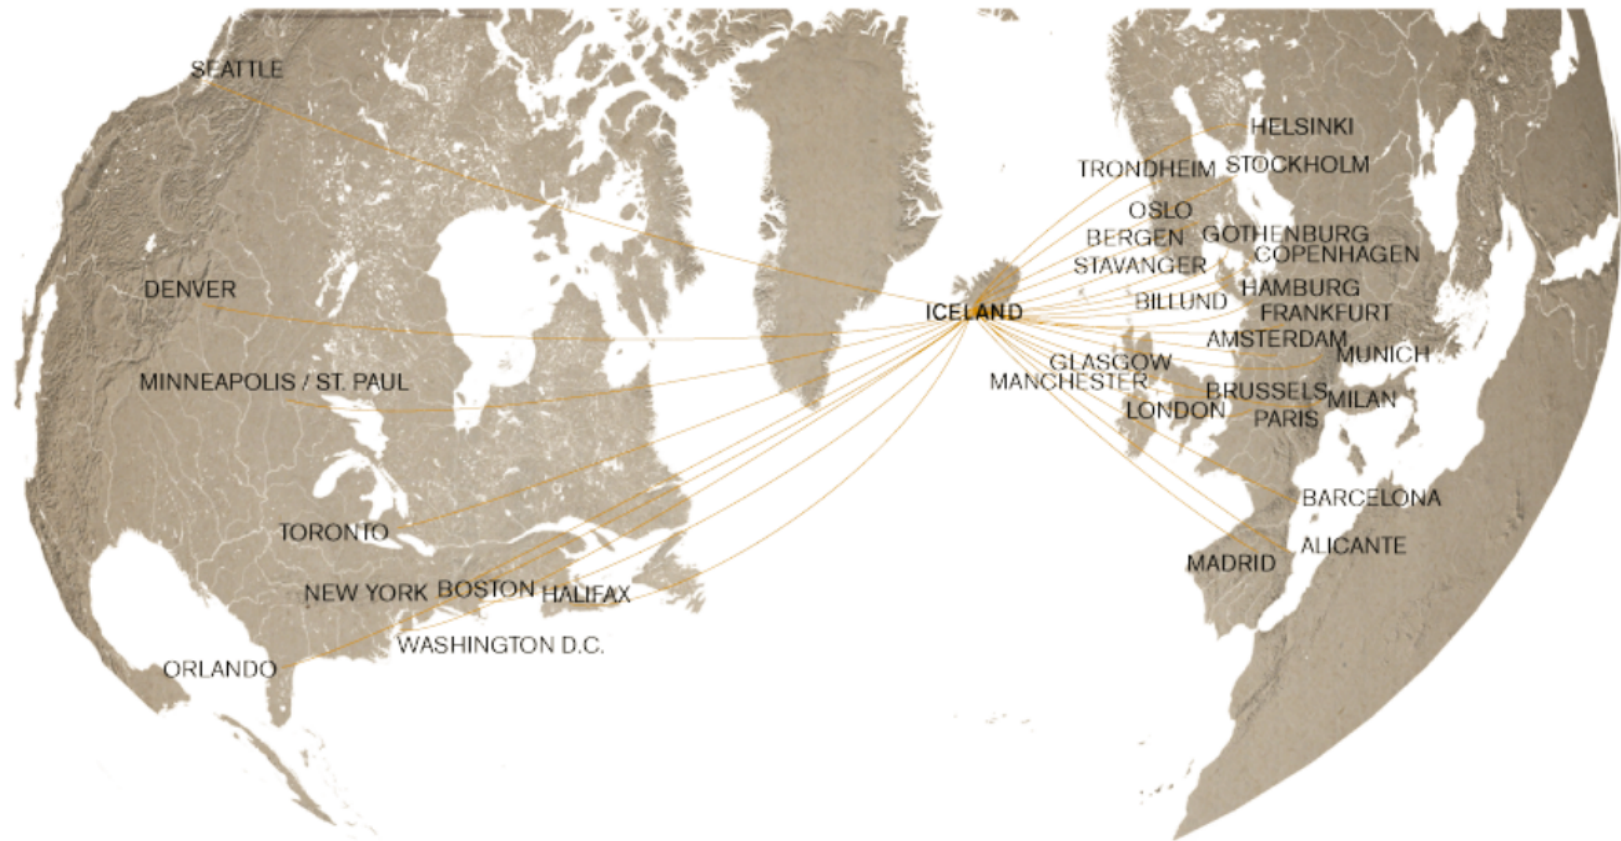 SEATTLE
HELSINKI
TRONDHEIM
STOCKHOLM
OSLO
BERGEN
GOTHENBURG
COPENHAGEN
STAVANGER
DENVER
HAMBURG
BILLUND
ICELAND
FRANKFURT
AMSTERDAM
MUNICH
GLASGOW
MINNEAPOLIS / ST. PAUL
MANCHESTER
BRUSSELS
MILAN
LONDON
PARIS
BARCELONA
TORONTO
ALICANTE
MADRID
NEW YORK
BOSTON
HALIFAX
WASHINGTON D.C.
ORLANDO